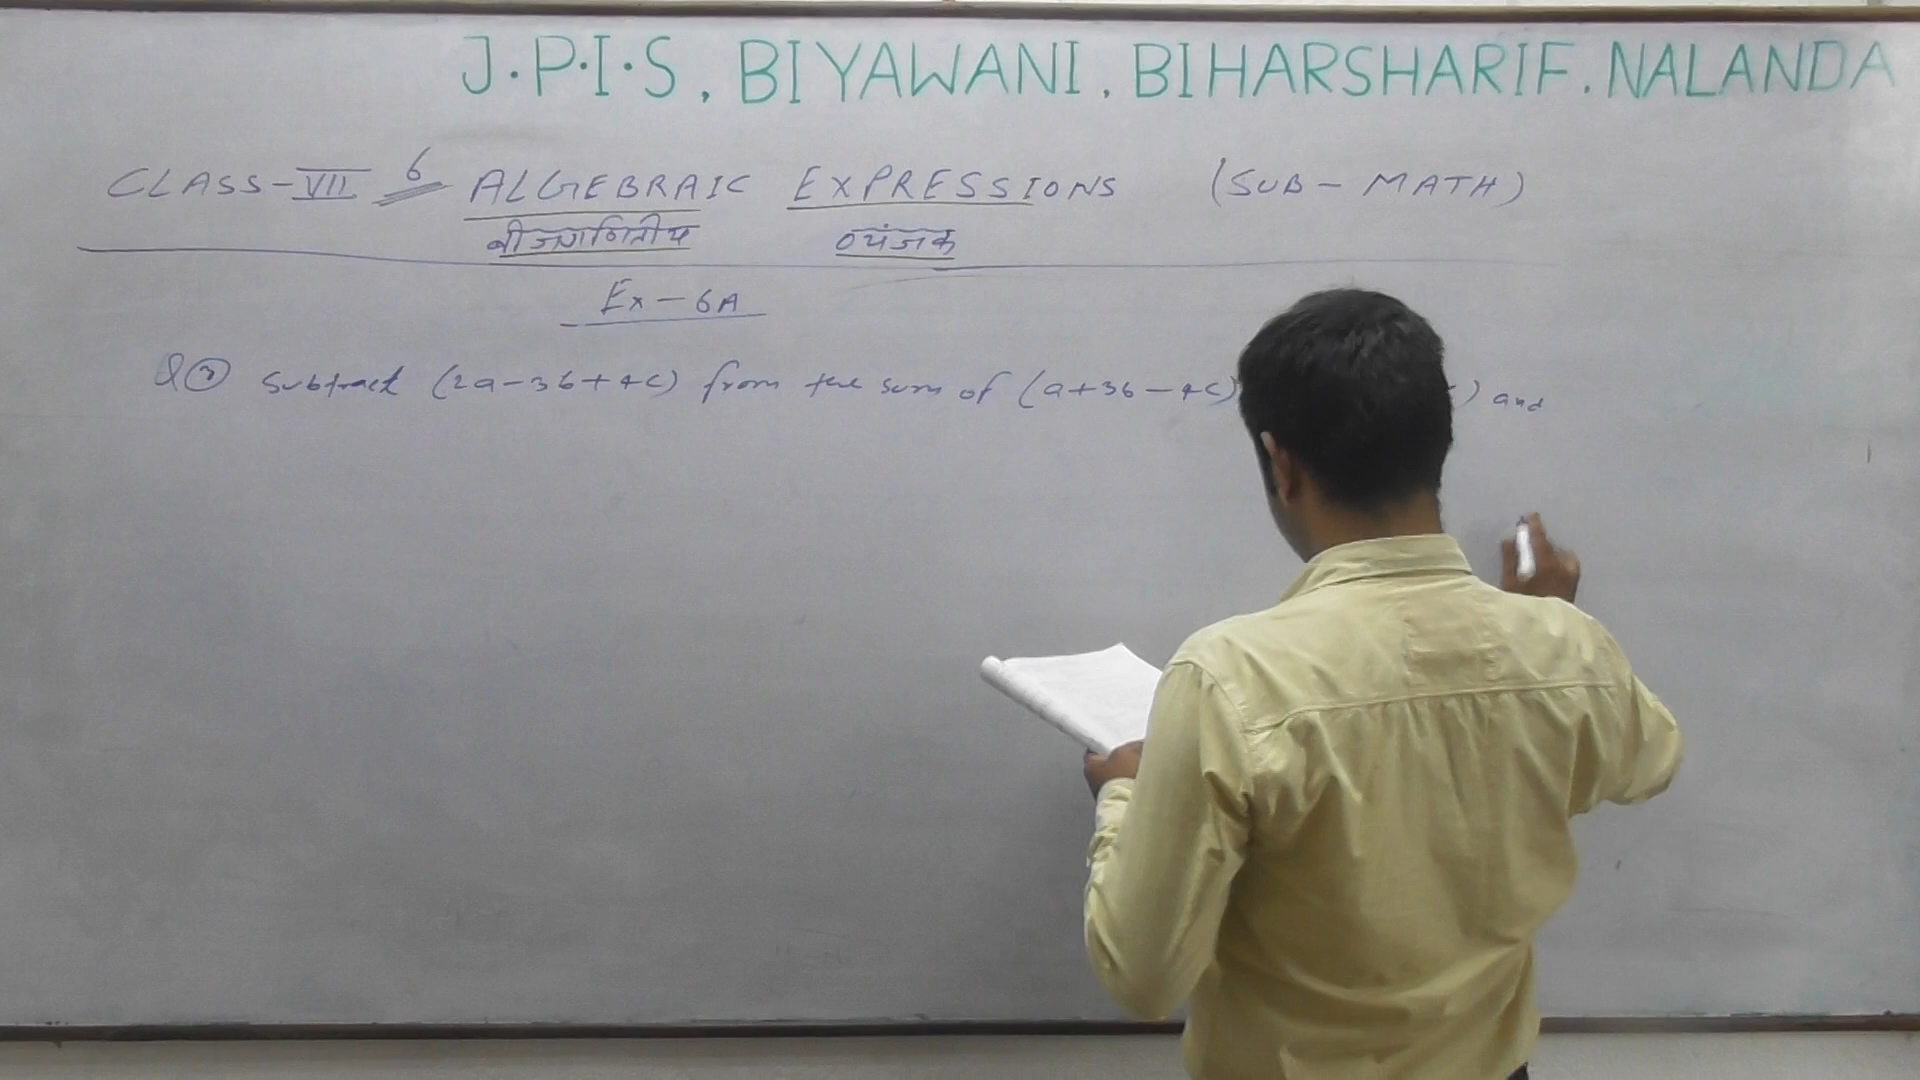 J.P.I.S, BIYAWANI, BIHARSHARIF. NALANDA
CLASS-VII 6 ALGEBRAIC EXPRESSIONS (SUB- MATH)
बीजगणितीय व्यंजक
Ex-6A
Q Subtract (2a-3b+4c) from the sum of (a+3b-4c) ) and